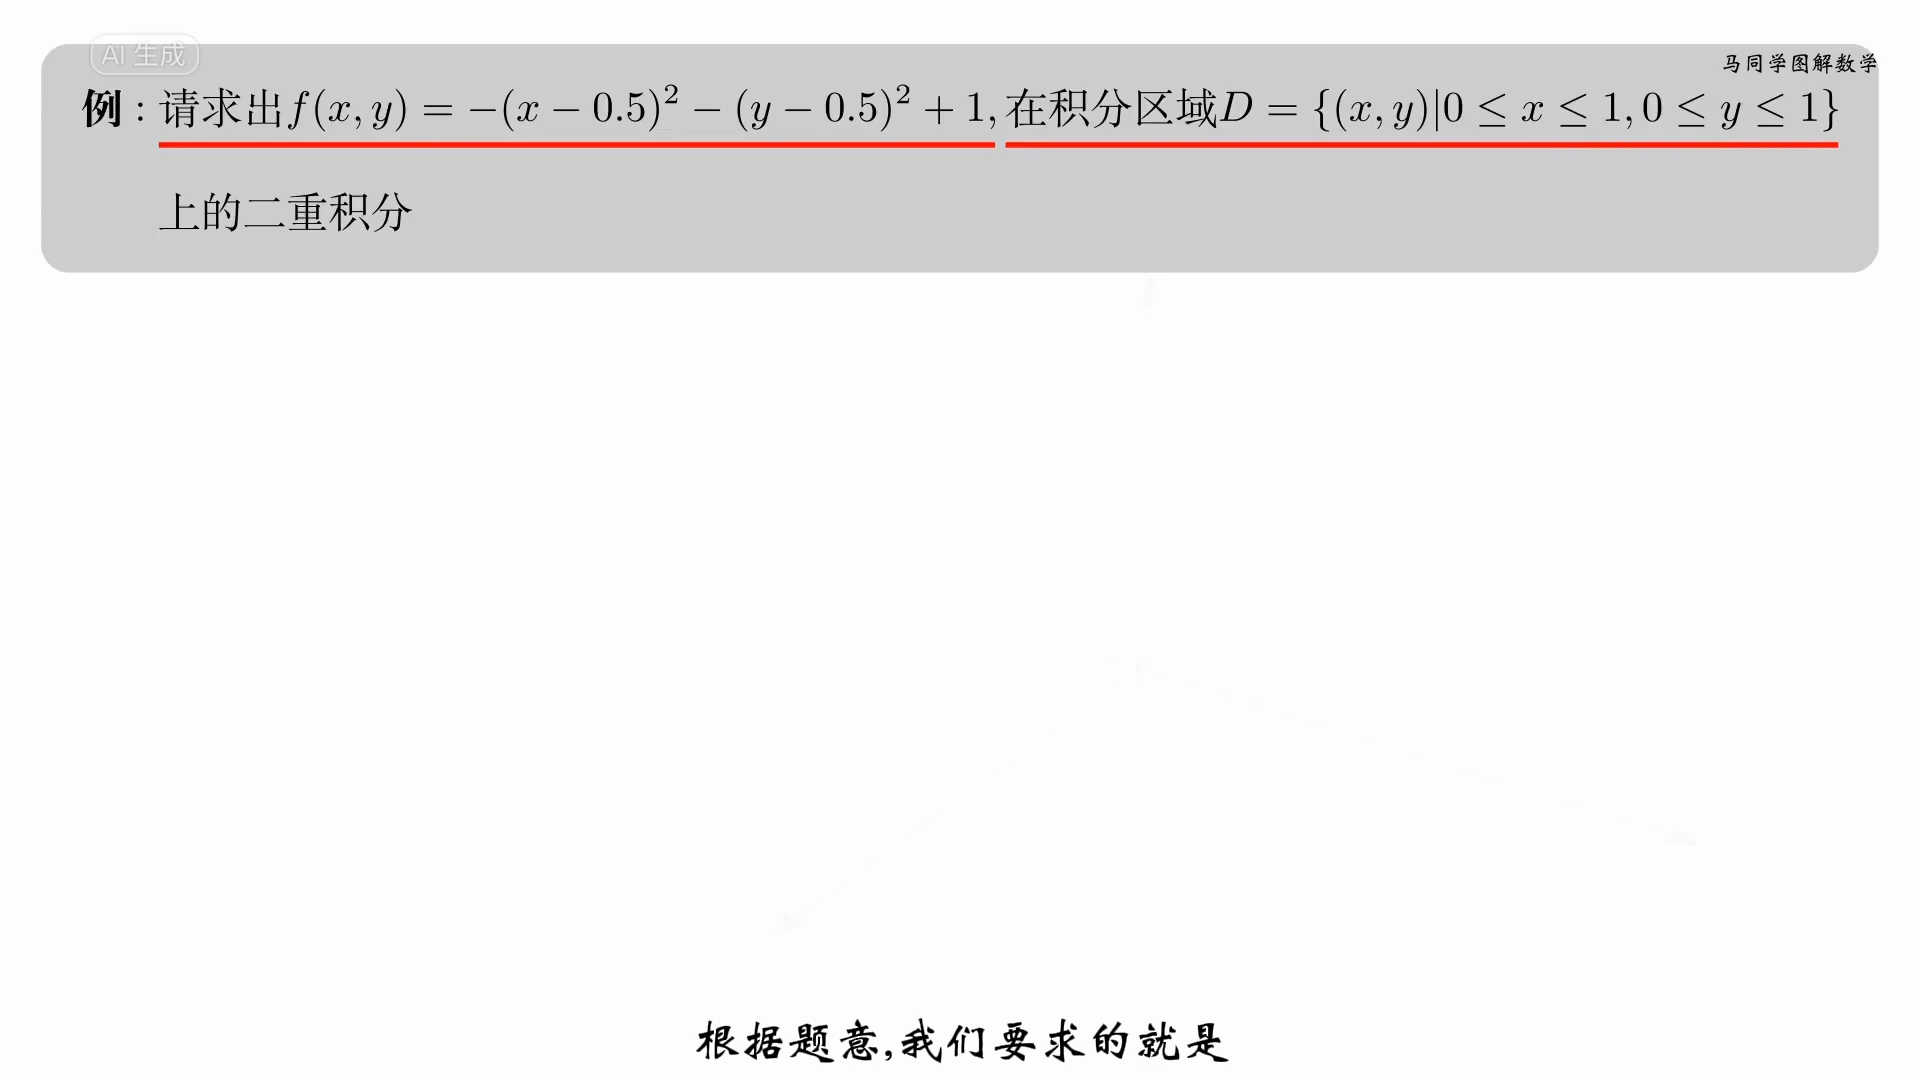 AI 生成
马同学图解数学
例：请求出f(x, y) = −(x − 0.5)² − (y − 0.5)² + 1, 在积分区域D = {(x, y)|0 ≤ x ≤ 1, 0 ≤ y ≤ 1}
上的二重积分
根据题意,我们要求的就是